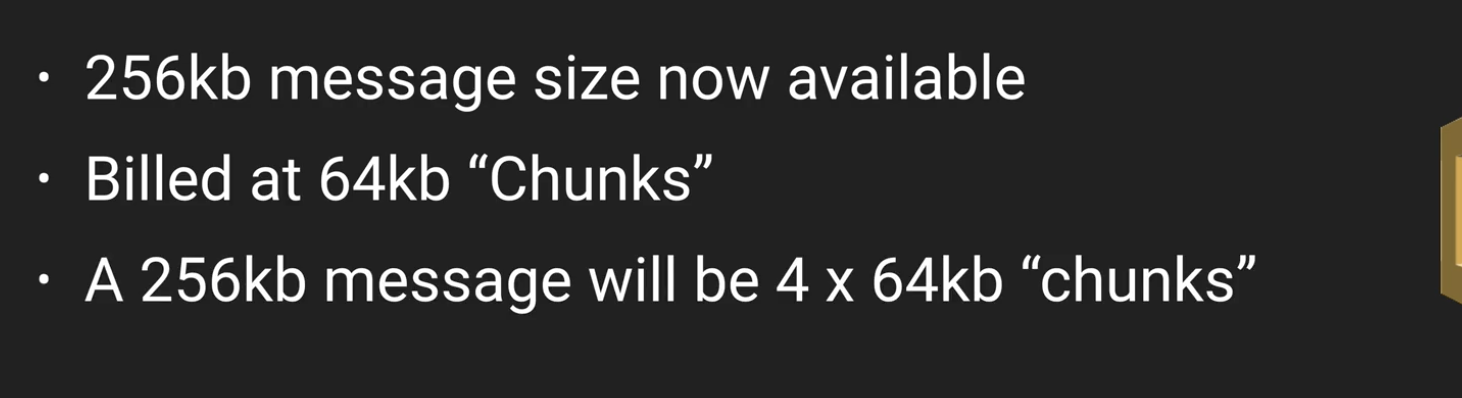 · 256kb message size now available
· Billed at 64kb “Chunks”
· A 256kb message will be 4 x 64kb “chunks”